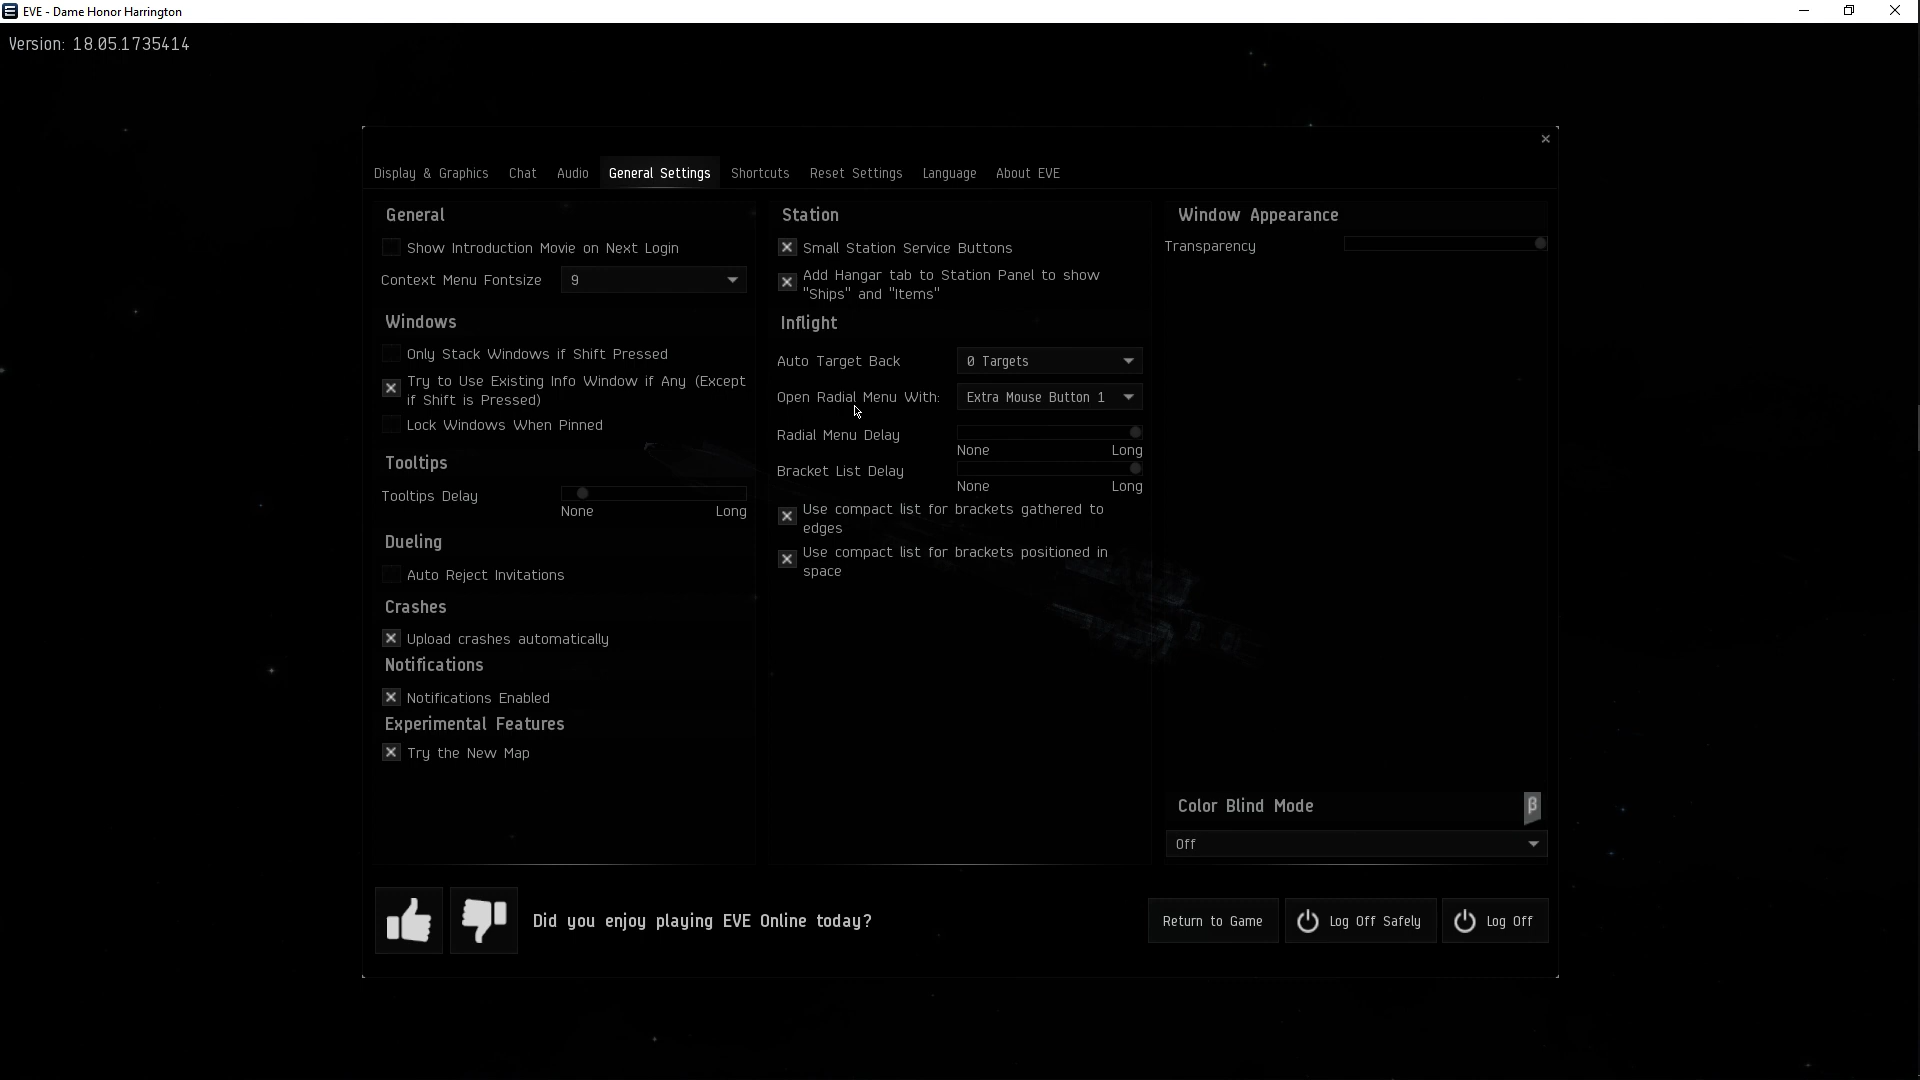 EVE - Dame Honor Harrington
Version: 18.05.1735414
Display & Graphics Chat Audio General Settings Shortcuts Reset Settings Language About EVE
General
Show Introduction Movie on Next Login
Context Menu Fontsize 9
Windows
Only Stack Windows if Shift Pressed
Try to Use Existing Info Window if Any (Except
if Shift is Pressed)
Lock Windows When Pinned
Tooltips
Tooltips Delay
None Long
Dueling
Auto Reject Invitations
Crashes
Upload crashes automatically
Notifications
Notifications Enabled
Experimental Features
Try the New Map
Station
Small Station Service Buttons
Add Hangar tab to Station Panel to show
"Ships" and "Items"
Inflight
Auto Target Back 0 Targets
Open Radial Menu With: Extra Mouse Button 1
Radial Menu Delay
None Long
Bracket List Delay
None Long
Use compact list for brackets gathered to
edges
Use compact list for brackets positioned in
space
Window Appearance
Transparency
Color Blind Mode β
Off
Did you enjoy playing EVE Online today?
Return to Game Log Off Safely Log Off